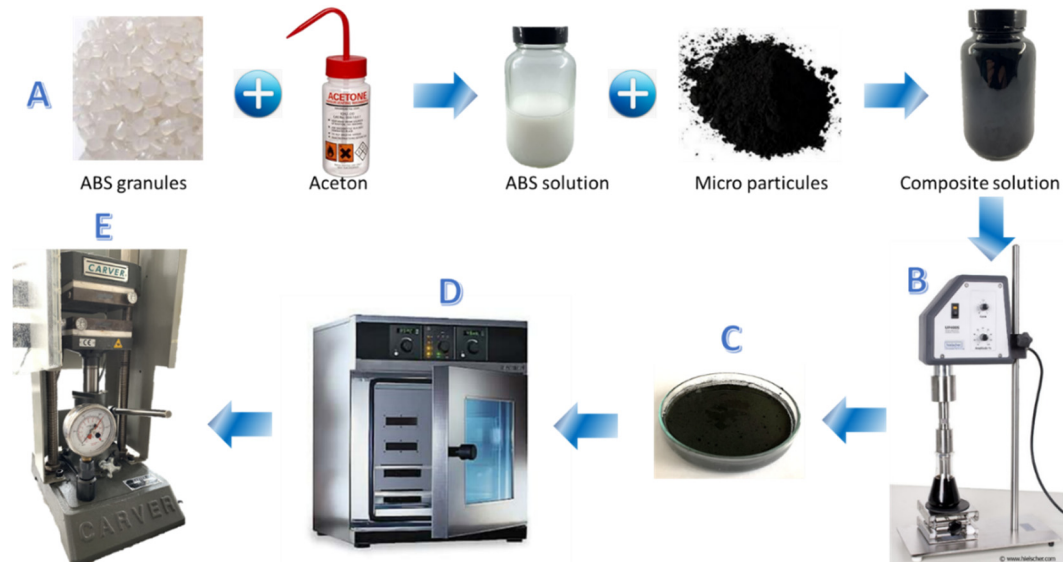 A
ACETONE
ABS granules
Aceton
ABS solution
Micro particules
Composite solution
E
CARVER
D
B
C
CARVER
© www.hielscher.com